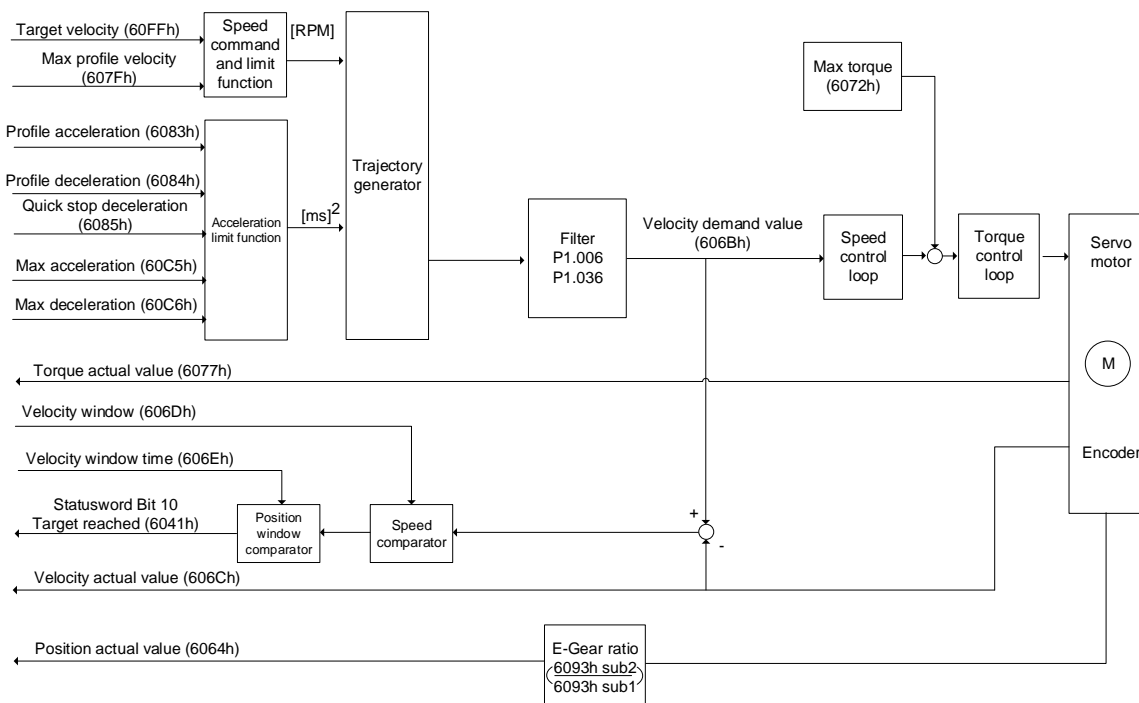 Target velocity (60FFh)
Max profile velocity
(607Fh)
Speed
command
and limit
function
[RPM]
Profile acceleration (6083h)
Profile deceleration (6084h)
Quick stop deceleration
(6085h)
Max acceleration (60C5h)
Max deceleration (60C6h)
Acceleration
limit function
[ms]2
Trajectory
generator
Filter
P1.006
P1.036
Velocity demand value
(606Bh)
Max torque
(6072h)
Speed
control
loop
Torque
control
loop
Servo
motor
M
Encoder
Torque actual value (6077h)
Velocity window (606Dh)
Velocity window time (606Eh)
Statusword Bit 10
Target reached (6041h)
Position
window
comparator
Speed
comparator
+
-
Velocity actual value (606Ch)
Position actual value (6064h)
E-Gear ratio
(6093h sub2
6093h sub1)